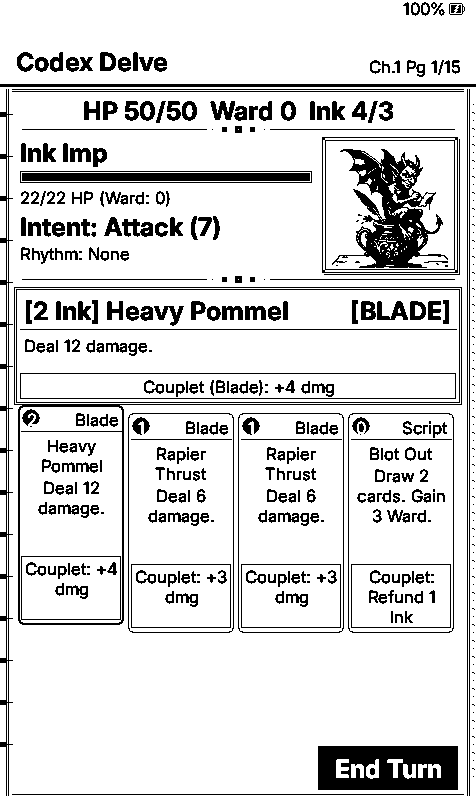 100%
Codex Delve
Ch.1 Pg 1/15
HP 50/50 Ward 0 Ink 4/3
Ink Imp
22/22 HP (Ward: 0)
Intent: Attack (7)
Rhythm: None
[2 Ink] Heavy Pommel [BLADE]
Deal 12 damage.
Couplet (Blade): +4 dmg
2 Blade
Heavy
Pommel
Deal 12
damage.
Couplet: +4
dmg
1 Blade
Rapier
Thrust
Deal 6
damage.
Couplet: +3
dmg
1 Blade
Rapier
Thrust
Deal 6
damage.
Couplet: +3
dmg
0 Script
Blot Out
Draw 2
cards. Gain
3 Ward.
Couplet:
Refund 1
Ink
End Turn